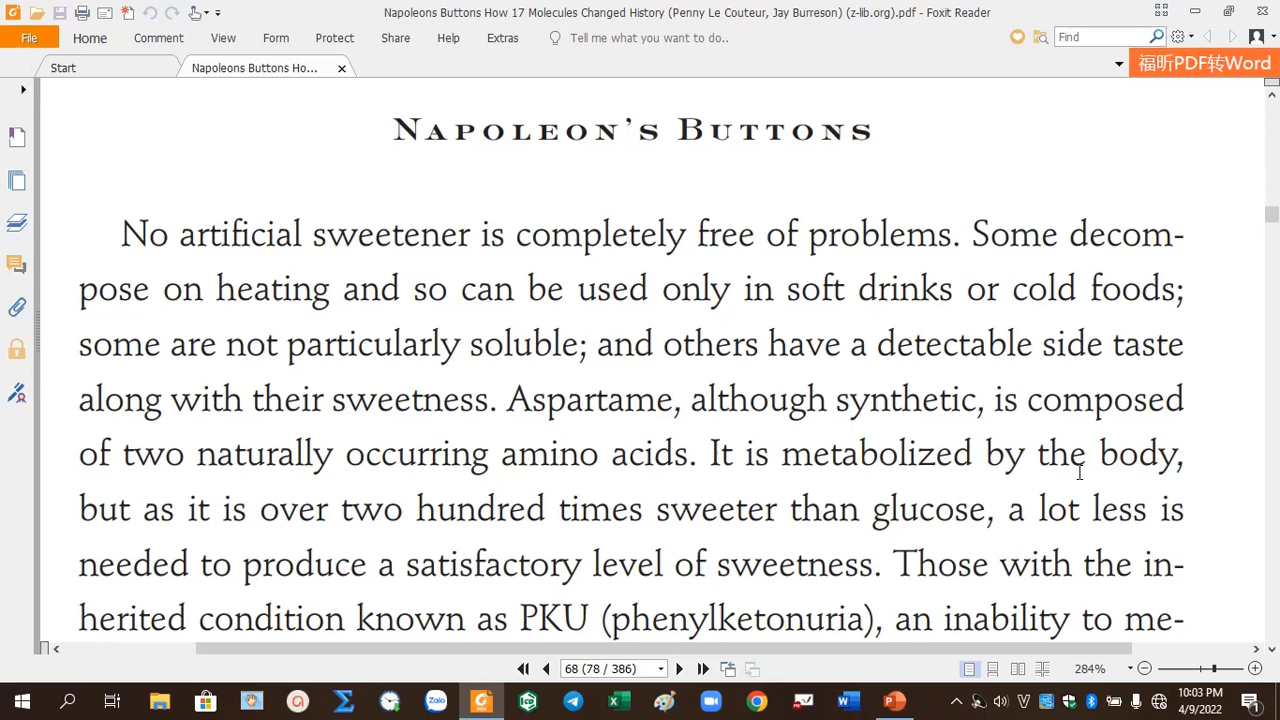 Napoleons Buttons How 17 Molecules Changed History (Penny Le Couteur, Jay Burreson) (z-lib.org).pdf - Foxit Reader
File Home Comment View Form Protect Share Help Extras Tell me what you want to do.. Find
Start Napoleons Buttons Ho... 福昕PDF转Word
NAPOLEON'S BUTTONS
No artificial sweetener is completely free of problems. Some decom-
pose on heating and so can be used only in soft drinks or cold foods;
some are not particularly soluble; and others have a detectable side taste
along with their sweetness. Aspartame, although synthetic, is composed
of two naturally occurring amino acids. It is metabolized by the body,
but as it is over two hundred times sweeter than glucose, a lot less is
needed to produce a satisfactory level of sweetness. Those with the in-
herited condition known as PKU (phenylketonuria), an inability to me-
68 (78 / 386) 284%
Zalo
10:03 PM
4/9/2022